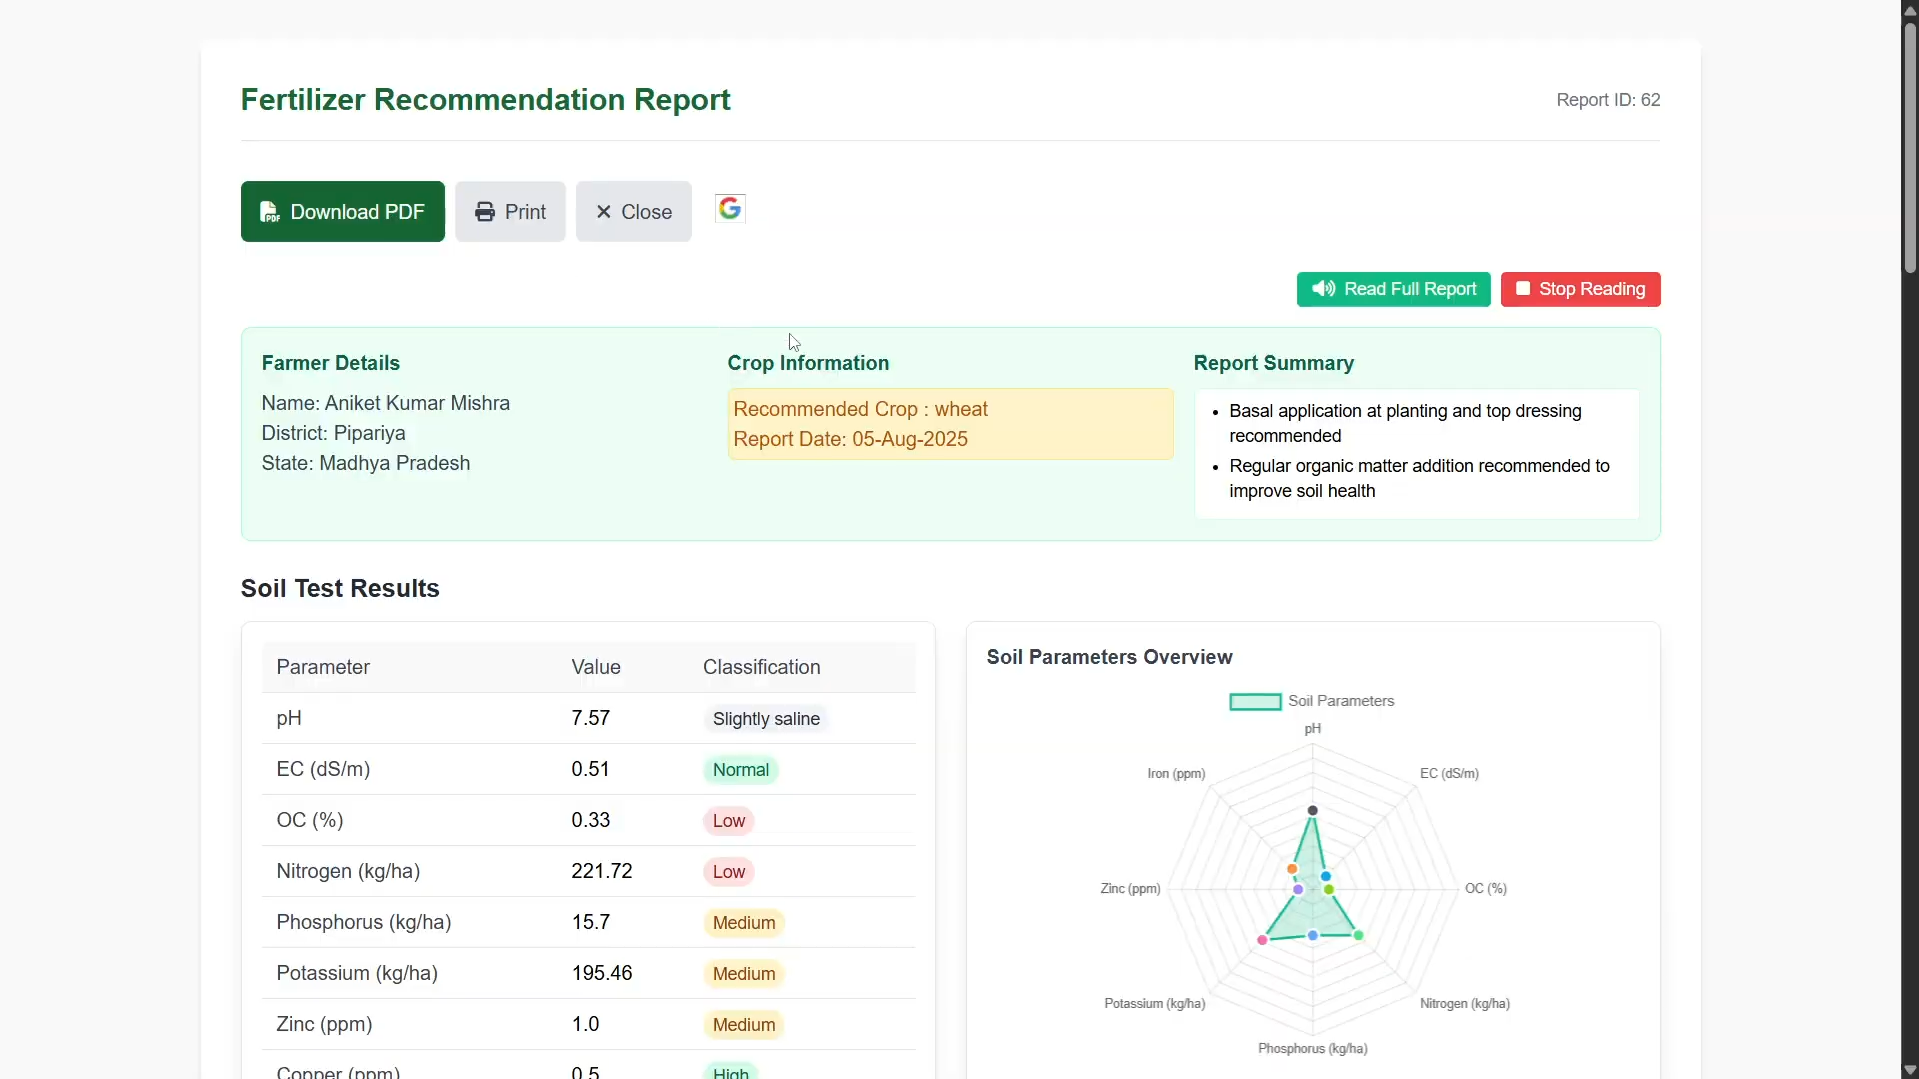 Fertilizer Recommendation Report
Report ID: 62
Download PDF
Print
Close
Read Full Report
Stop Reading
Farmer Details
Name: Aniket Kumar Mishra
District: Pipariya
State: Madhya Pradesh
Crop Information
Recommended Crop : wheat
Report Date: 05-Aug-2025
Report Summary
• Basal application at planting and top dressing
recommended
• Regular organic matter addition recommended to
improve soil health
Soil Test Results
Parameter Value Classification
pH 7.57 Slightly saline
EC (dS/m) 0.51 Normal
OC (%) 0.33 Low
Nitrogen (kg/ha) 221.72 Low
Phosphorus (kg/ha) 15.7 Medium
Potassium (kg/ha) 195.46 Medium
Zinc (ppm) 1.0 Medium
Copper (ppm) 0.5 High
Soil Parameters Overview
Soil Parameters
pH
Iron (ppm)
EC (dS/m)
Zinc (ppm)
OC (%)
Potassium (kg/ha)
Nitrogen (kg/ha)
Phosphorus (kg/ha)